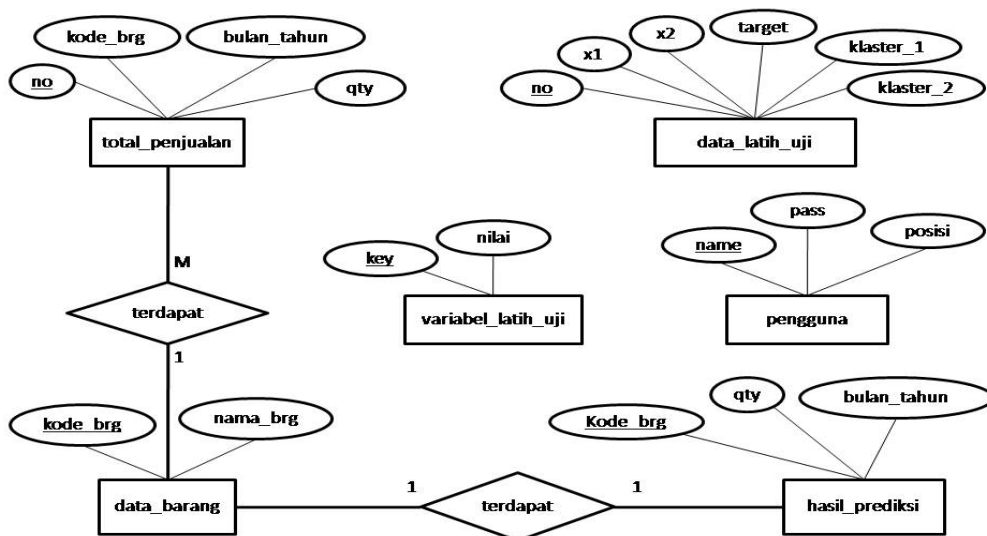 kode_brg
bulan_tahun
no
qty
total_penjualan
x1
x2
target
klaster_1
no
klaster_2
data_latih_uji
M
terdapat
1
key
nilai
variabel_latih_uji
name
pass
posisi
pengguna
kode_brg
nama_brg
data_barang
1
terdapat
1
Kode_brg
qty
bulan_tahun
hasil_prediksi